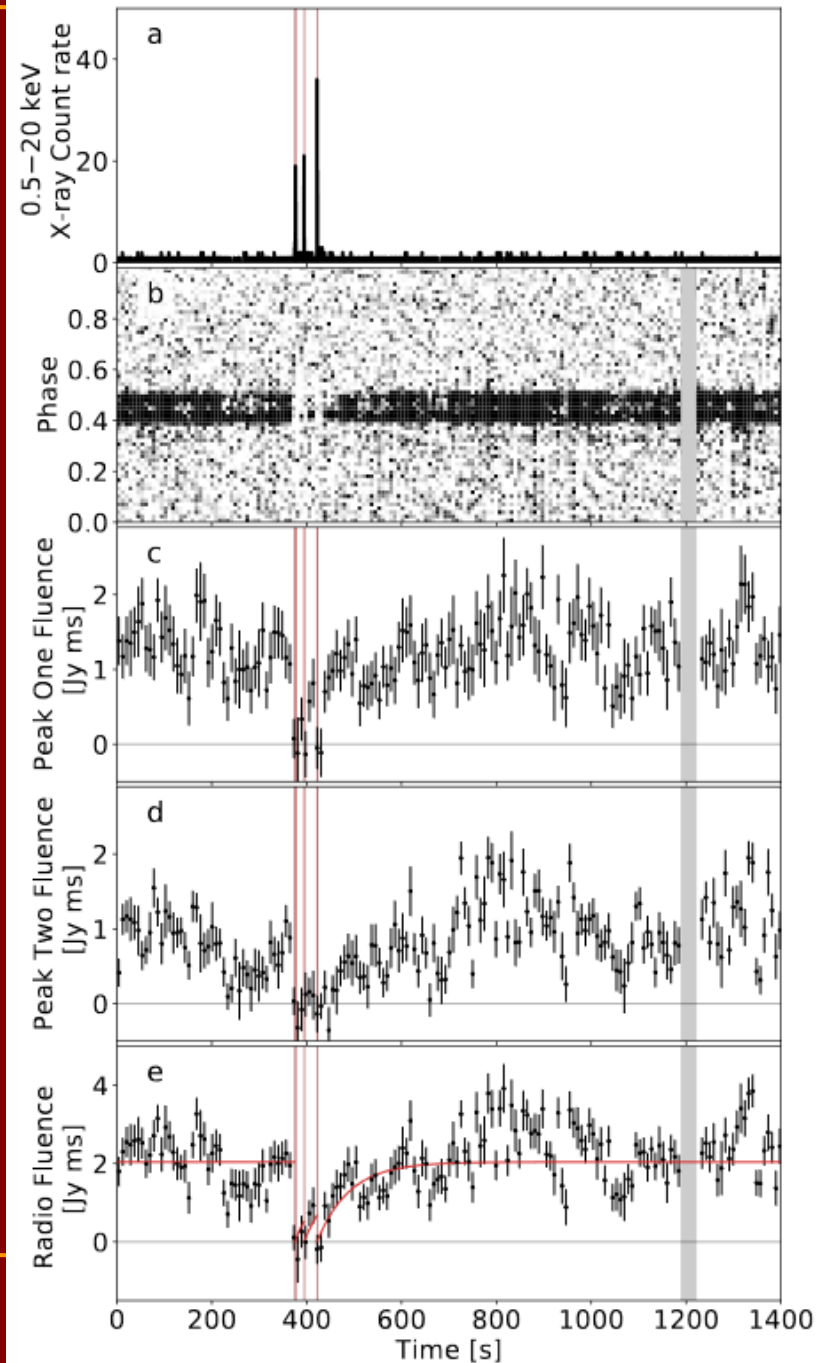 a
0.5−20 keV
X-ray Count rate
40
20
0
b
Phase
0.8
0.6
0.4
0.2
0.0
c
Peak One Fluence
[Jy ms]
2
1
0
d
Peak Two Fluence
[Jy ms]
2
1
0
e
Radio Fluence
[Jy ms]
4
2
0
0 200 400 600 800 1000 1200 1400
Time [s]